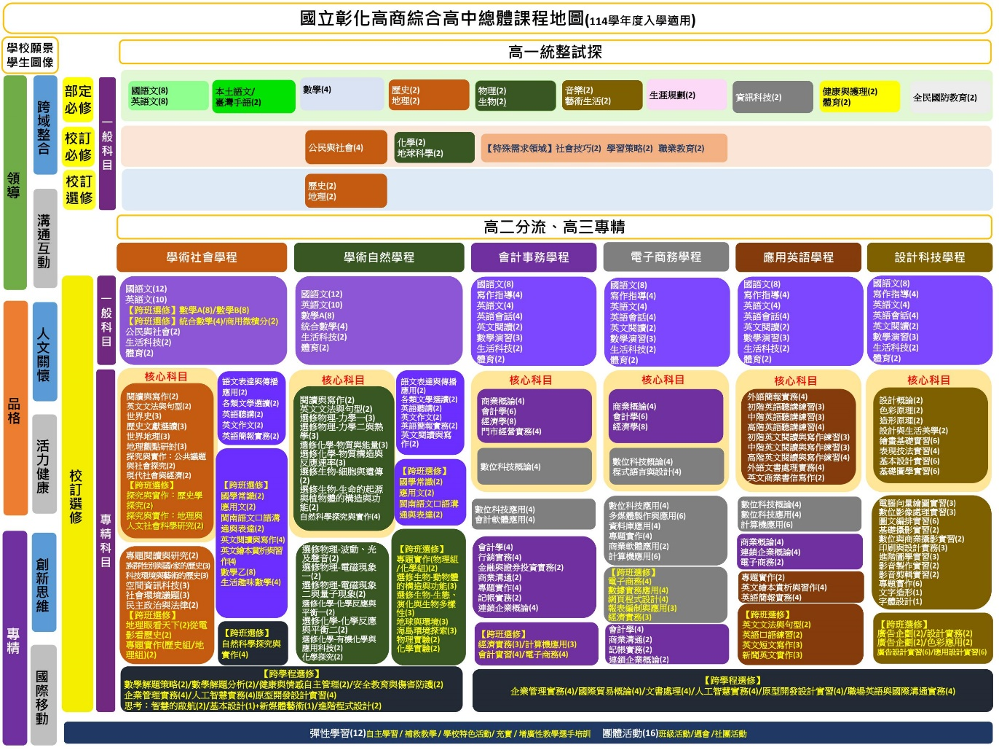 國立彰化高商綜合高中總體課程地圖(114學年度入學適用)
學校願景
學生圖像
高一統整試探
領導
品格
專精
跨域整合
溝通互動
人文關懷
活力健康
創新思維
國際移動
部定
必修
校訂
必修
校訂
選修
一般科目
國語文(8)
英語文(8)
本土語文/
臺灣手語(2)
數學(4)
歷史(2)
地理(2)
物理(2)
生物(2)
音樂(2)
藝術生活(2)
生涯規劃(2)
資訊科技(2)
健康與護理(2)
體育(2)
全民國防教育(2)
公民與社會(4)
化學(2)
地球科學(2)
【特殊需求領域】社會技巧(2) 學習策略(2) 職業教育(2)
歷史(2)
地理(2)
高二分流、高三專精
校訂選修
一般科目
專精科目
學術社會學程
國語文(12)
英語文(10)
【跨班選修】數學A(8)/數學B(8)
【跨班選修】統合數學(4)/商用微積分(2)
公民與社會(2)
生活科技(2)
體育(2)
核心科目
閱讀與寫作(2)
英文文法與句型(2)
世界史(3)
歷史文獻選讀(3)
世界地理(3)
地理觀點研討(3)
探究與實作：公共議題
與社會探究(2)
現代社會與經濟(2)
【跨班選修】
探究與實作：歷史學
探究(2)
探究與實作：地理與
人文社會科學研究(2)
專題閱讀與研究(2)
族群性別與國家的歷史(3)
科技環境與藝術的歷史(3)
空間資訊科技(3)
社會環境議題(3)
民主政治與法律(2)
【跨班選修】
地理眼看天下(2)從電
影看歷史(2)
專題實作(歷史組/地
理組)(2)
語文表達與傳播
應用(2)
各類文學選讀(2)
英語聽講(2)
英文作文(2)
英語簡報實務(2)
【跨班選修】
國學常識(2)
應用文(2)
閩南語文口語溝
通與表達(2)
英文閱讀與寫作(4)
英文繪本賞析與習
作(4)
數學乙(8)
生活趣味數學(4)
【跨班選修】
自然科學探究與
實作(4)
學術自然學程
國語文(12)
英語文(10)
數學A(8)
統合數學(4)
生活科技(2)
體育(2)
核心科目
閱讀與寫作(2)
英文文法與句型(2)
選修物理-力學一(3)
選修物理-力學二與熱
學(3)
選修化學-物質與能量(3)
選修化學-物質構造與
反應速率(3)
選修生物-細胞與遺傳
(2)
選修生物-生命的起源
與植物體的構造與功
能(2)
自然科學探究與實作(4)
選修物理-波動、光
及聲音(2)
選修物理-電磁現象
一(2)
選修物理-電磁現象
二與量子現象(2)
選修化學-化學反應與
平衡一(2)
選修化學-化學反應
與平衡二(2)
選修化學-有機化學與
應用科技(2)
化學探究(2)
語文表達與傳播
應用(2)
各類文學選讀(2)
英語聽講(2)
英文作文(2)
英語簡報實務(2)
英文閱讀與寫
作(2)
【跨班選修】
國學常識(2)
應用文(2)
閩南語文口語溝
通與表達(2)
【跨班選修】
專題實作(物理組
/化學組)(2)
選修生物-動物體
的構造與功能(3)
選修生物-生態、
演化與生物多樣
性(3)
地球與環境(3)
海島環境探索(3)
物理實驗(2)
化學實驗(2)
會計事務學程
國語文(8)
寫作指導(4)
英語文(4)
英語會話(4)
英文閱讀(2)
數學演習(3)
生活科技(2)
體育(2)
核心科目
商業概論(4)
會計學(6)
經濟學(8)
門市經營實務(4)
數位科技概論(4)
數位科技應用(4)
會計軟體應用(4)
會計學(4)
行銷實務(4)
金融與證券投資實務(2)
商業溝通(2)
專題實作(4)
記帳實務(2)
連鎖企業概論(4)
【跨班選修】
經濟實務(3)/計算機應用(3)
會計實習(4)/電子商務(4)
電子商務學程
國語文(8)
寫作指導(4)
英語文(4)
英語會話(4)
英文閱讀(2)
數學演習(3)
生活科技(2)
體育(2)
核心科目
商業概論(4)
會計學(6)
經濟學(8)
數位科技概論(4)
程式語言與設計(4)
數位科技應用(4)
多媒體製作與應用(6)
資料庫應用(4)
專題實作(4)
商業軟體應用(2)
計算機應用(6)
【跨班選修】
電子商務(4)
數據實務應用(4)
網頁程式設計(4)
報表編制與應用(3)
經濟實務(3)
會計學(4)
商業溝通(2)
記帳實務(2)
連鎖企業概論(2)
應用英語學程
國語文(8)
寫作指導(4)
英語文(4)
英語會話(4)
英文閱讀(2)
數學演習(3)
生活科技(2)
體育(2)
核心科目
外語簡報實務(4)
初階英語聽講練習(3)
中階英語聽講練習(3)
高階英語聽講練習(4)
初階英文閱讀與寫作練習(3)
中階英文閱讀與寫作練習(3)
高階英文閱讀與寫作練習(4)
外語文書處理實務(4)
英文商業書信寫作(2)
數位科技概論(4)
數位科技應用(4)
計算機應用(6)
商業概論(4)
連鎖企業概論(4)
電子商務(2)
專題實作(2)
英文繪本賞析與習作(4)
英語簡報實務(4)
【跨班選修】
英文文法與句型(2)
英語口語練習(2)
英文短文寫作(3)
新聞英文實作(3)
設計科技學程
國語文(8)
寫作指導(4)
英語文(4)
英語會話(4)
英文閱讀(2)
數學演習(3)
生活科技(2)
體育(2)
核心科目
設計概論(2)
色彩原理(2)
造形原理(2)
設計與生活美學(2)
繪畫基礎實習(6)
表現技法實習(4)
基本設計實習(6)
基礎圖學實習(6)
電腦向量繪圖實習(3)
數位影像處理實習(3)
圖文編排實習(6)
基礎攝影實習(2)
數位與商業攝影實習(2)
印刷與設計實務(3)
進階圖學實習(3)
影音製作實習(2)
影音剪輯實習(2)
專題實作(6)
文字造形(1)
字體設計(1)
【跨班選修】
廣告企劃(2)/設計實務(2)
廣告企劃(2)/色彩應用(2)
廣告設計實習(6)/應用設計實習(6)
【跨學程選修】
數學解題策略(2)/數學解題分析(2)/健康與情感自主管理(2)/安全教育與傷害防護(2)
企業管理實務(4)/人工智慧實務(4)原型開發設計實習(4)
思考：智慧的啟航(2)/基本設計(1)+新媒體藝術(1)/進階程式設計(2)
【跨學程選修】
企業管理實務(4)/國際貿易概論(4)/文書處理(4)/人工智慧實務(4)/原型開發設計實習(4)/職場英語與國際溝通實務(4)
彈性學習(12)自主學習/ 補救教學/ 學校特色活動/ 充實 / 增廣性教學選手培訓 團體活動(16)班級活動/週會/社團活動